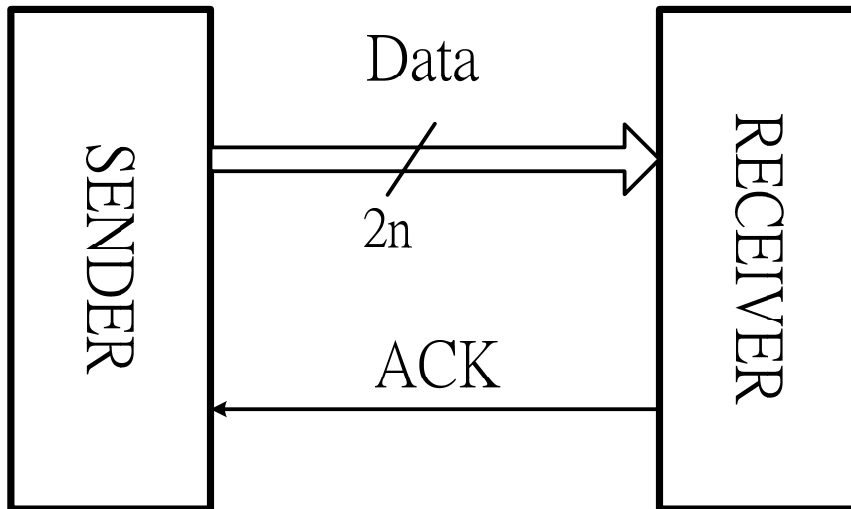 Data
SENDER
2n
RECEIVER
ACK